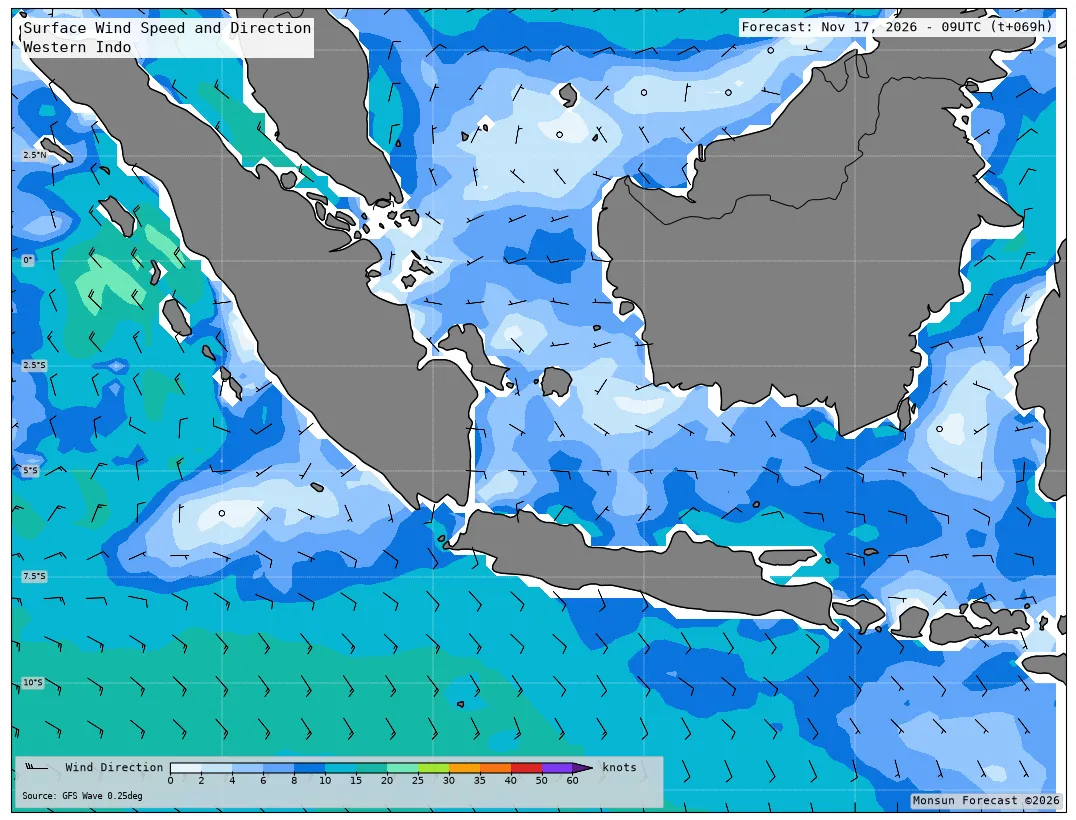 Surface Wind Speed and Direction
Western Indo
Forecast: Nov 17, 2026 - 09UTC (t+069h)
2.5°N
0°
2.5°S
5°S
7.5°S
10°S
Wind Direction
0 2 4 6 8 10 15 20 25 30 40 50 60
knots
Source: GFS Wave 0.25deg
Monsun Forecast ©2026